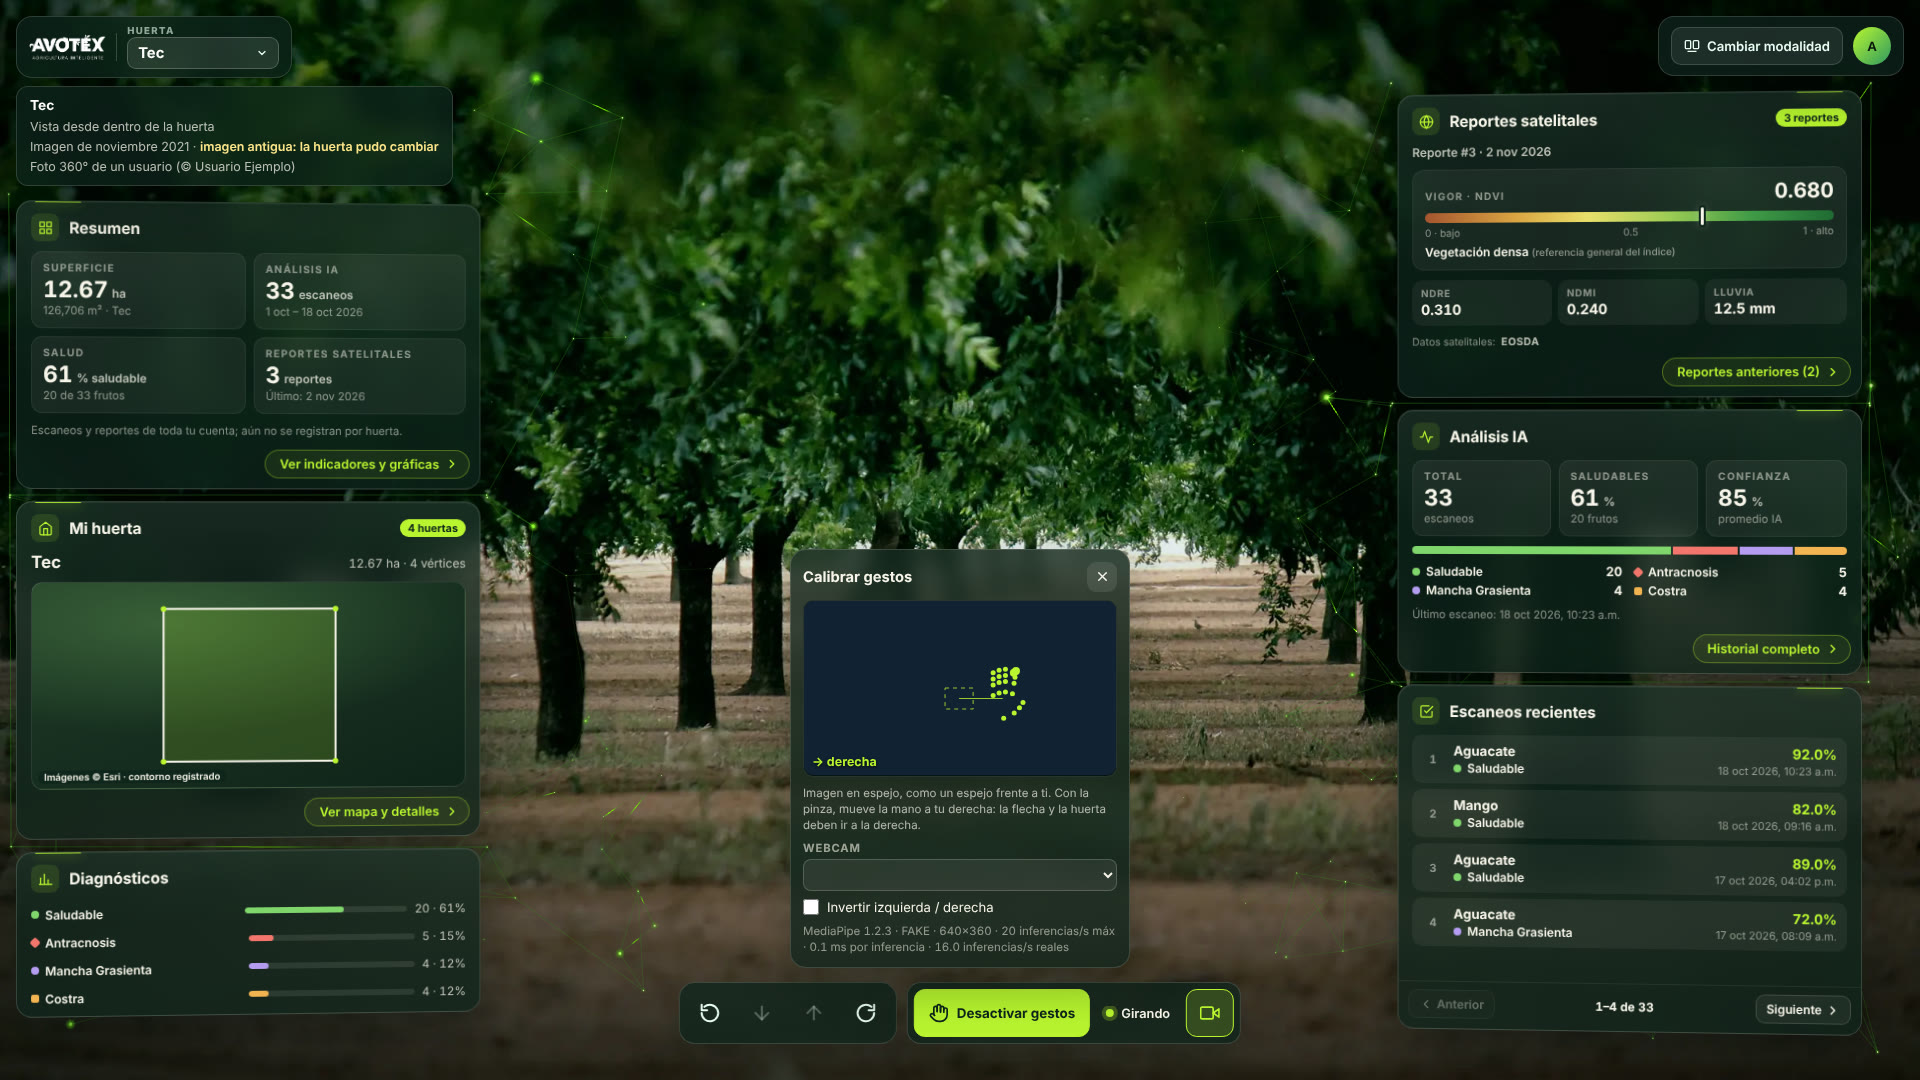 AVOTEX
AGRICULTURA INTELIGENTE
HUERTA
Tec
Cambiar modalidad
A
Tec
Vista desde dentro de la huerta
Imagen de noviembre 2021 · imagen antigua: la huerta pudo cambiar
Foto 360° de un usuario (© Usuario Ejemplo)
Resumen
SUPERFICIE
12.67 ha
126,706 m² · Tec
ANÁLISIS IA
33 escaneos
1 oct – 18 oct 2026
SALUD
61 % saludable
20 de 33 frutos
REPORTES SATELITALES
3 reportes
Último: 2 nov 2026
Escaneos y reportes de toda tu cuenta; aún no se registran por huerta.
Ver indicadores y gráficas
Mi huerta
4 huertas
Tec
12.67 ha · 4 vértices
Imágenes © Esri · contorno registrado
Ver mapa y detalles
Diagnósticos
Saludable 20 · 61%
Antracnosis 5 · 15%
Mancha Grasienta 4 · 12%
Costra 4 · 12%
Calibrar gestos
→ derecha
Imagen en espejo, como un espejo frente a ti. Con la
pinza, mueve la mano a tu derecha: la flecha y la huerta
deben ir a la derecha.
WEBCAM
Invertir izquierda / derecha
MediaPipe 1.2.3 · FAKE · 640×360 · 20 inferencias/s máx
· 0.1 ms por inferencia · 16.0 inferencias/s reales
Desactivar gestos
Girando
Reportes satelitales
3 reportes
Reporte #3 · 2 nov 2026
VIGOR · NDVI
0.680
0 · bajo
0.5
1 · alto
Vegetación densa (referencia general del índice)
NDRE
0.310
NDMI
0.240
LLUVIA
12.5 mm
Datos satelitales: EOSDA
Reportes anteriores (2)
Análisis IA
TOTAL
33
escaneos
SALUDABLES
61 %
20 frutos
CONFIANZA
85 %
promedio IA
Saludable 20
Antracnosis 5
Mancha Grasienta 4
Costra 4
Último escaneo: 18 oct 2026, 10:23 a.m.
Historial completo
Escaneos recientes
1
Aguacate
Saludable
92.0%
18 oct 2026, 10:23 a.m.
2
Mango
Saludable
82.0%
18 oct 2026, 09:16 a.m.
3
Aguacate
Saludable
89.0%
17 oct 2026, 04:02 p.m.
4
Aguacate
Mancha Grasienta
72.0%
17 oct 2026, 08:09 a.m.
Anterior
1–4 de 33
Siguiente